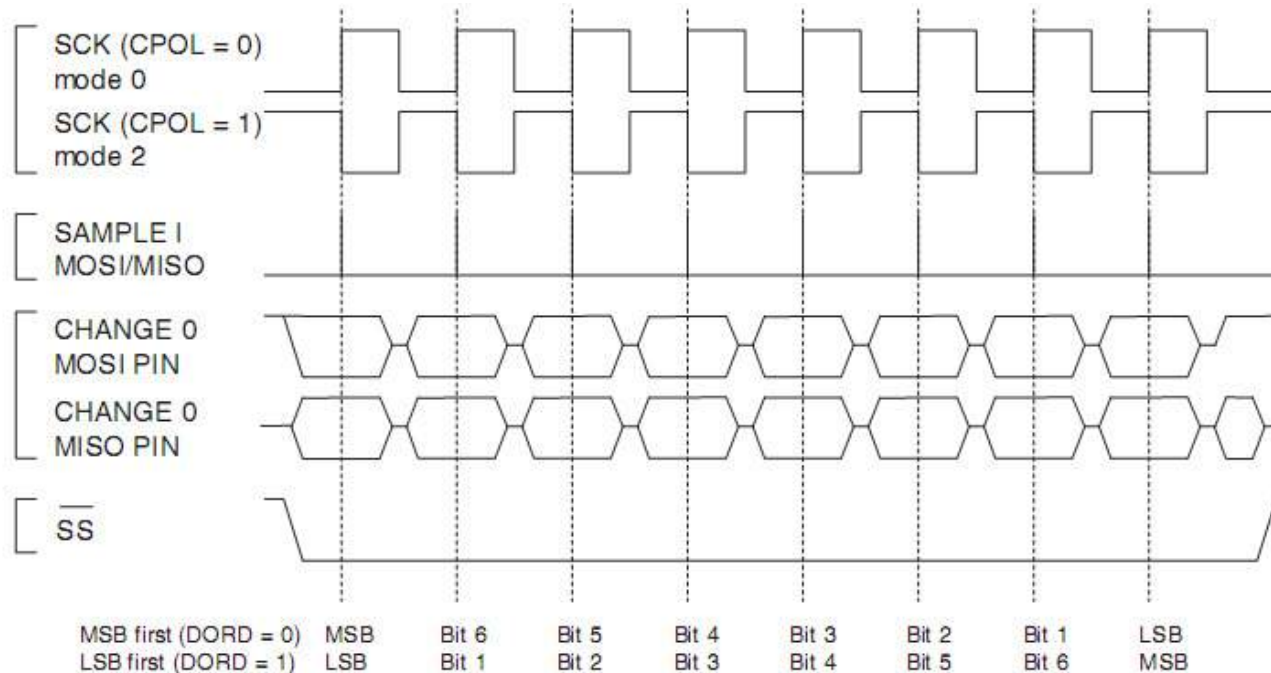 SCK (CPOL = 0)
mode 0
SCK (CPOL = 1)
mode 2
SAMPLE I
MOSI/MISO
CHANGE 0
MOSI PIN
CHANGE 0
MISO PIN
SS
MSB first (DORD = 0) MSB Bit 6 Bit 5 Bit 4 Bit 3 Bit 2 Bit 1 LSB
LSB first (DORD = 1) LSB Bit 1 Bit 2 Bit 3 Bit 4 Bit 5 Bit 6 MSB